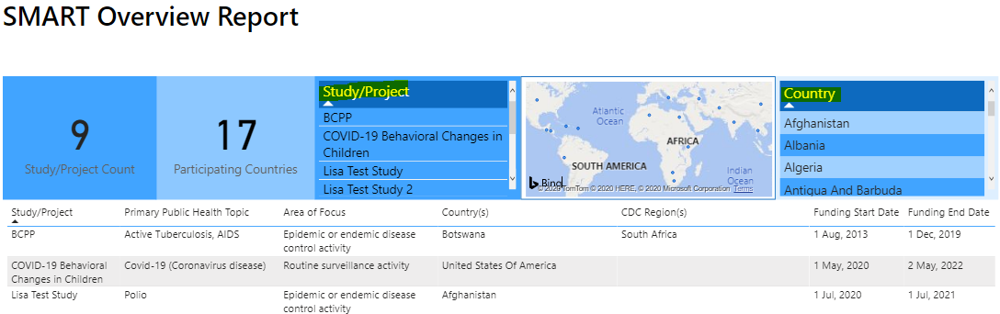 SMART Overview Report
9
Study/Project Count
17
Participating Countries
Study/Project
BCPP
COVID-19 Behavioral Changes in
Children
Lisa Test Study
Lisa Test Study 2
Atlantic
Ocean
AFRICA
SOUTH AMERICA
Indian
Ocean
Bing
© 2020 TomTom © 2020 HERE, © 2020 Microsoft Corporation Terms
Country
Afghanistan
Albania
Algeria
Antigua And Barbuda
Study/Project Primary Public Health Topic Area of Focus Country(s) CDC Region(s) Funding Start Date Funding End Date
BCPP Active Tuberculosis, AIDS Epidemic or endemic disease Botswana South Africa 1 Aug, 2013 1 Dec, 2019
control activity
COVID-19 Behavioral Covid-19 (Coronavirus disease) Routine surveillance activity United States Of America 1 May, 2020 2 May, 2022
Changes in Children
Lisa Test Study Polio Epidemic or endemic disease Afghanistan 1 Jul, 2020 1 Jul, 2021
control activity